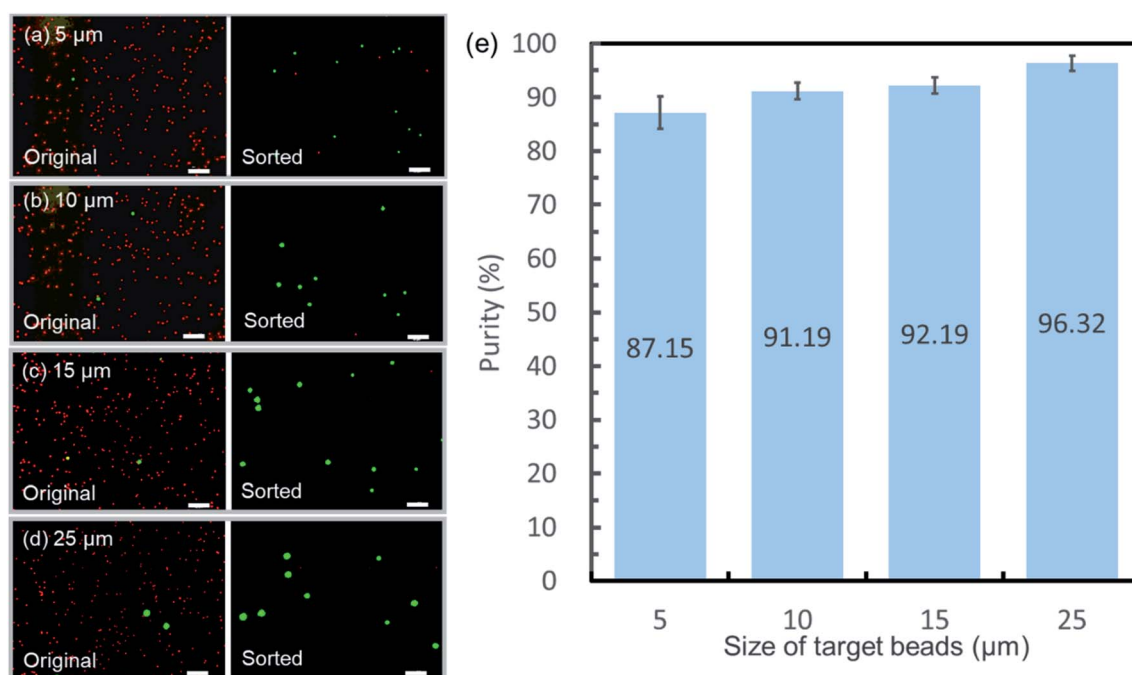 (a) 5 µm
Original
Sorted
(b) 10 µm
Original
Sorted
(c) 15 µm
Original
Sorted
(d) 25 µm
Original
Sorted
(e)
Purity (%)
100
90
80
70
60
50
40
30
20
10
0
87.15
91.19
92.19
96.32
5
10
15
25
Size of target beads (µm)